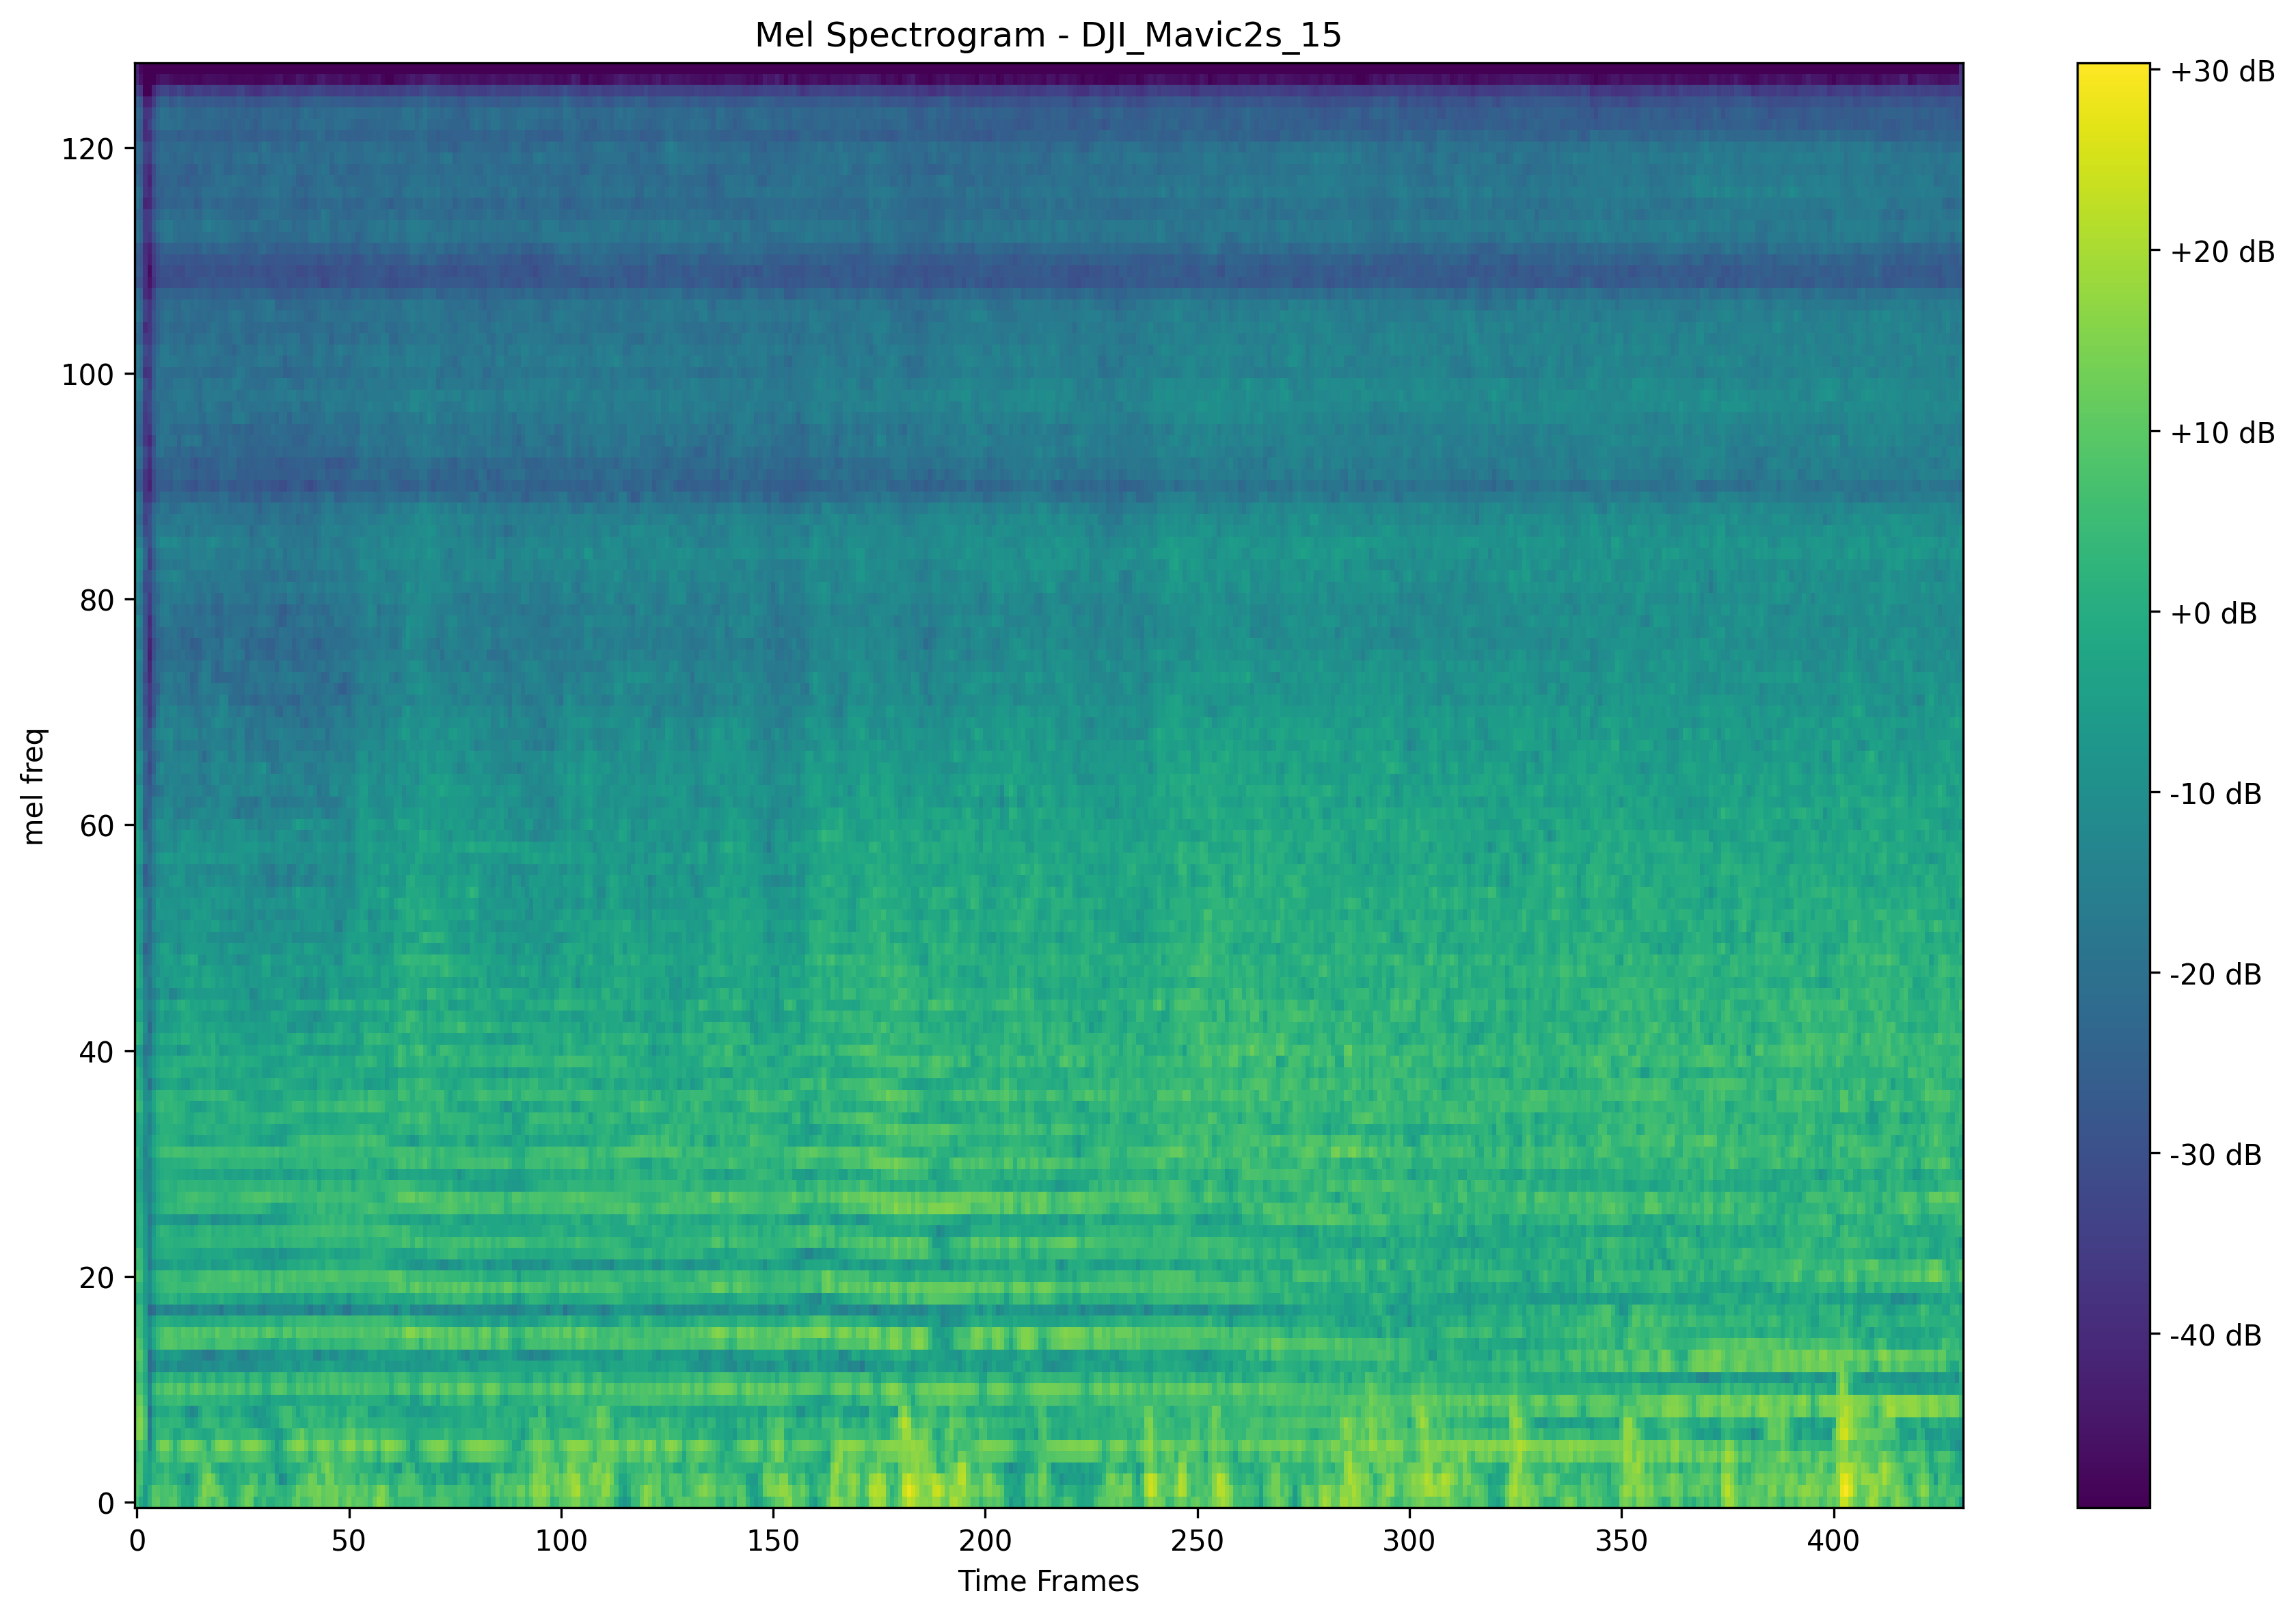 Mel Spectrogram - DJI_Mavic2s_15
+30 dB
+20 dB
+10 dB
+0 dB
-10 dB
-20 dB
-30 dB
-40 dB
mel freq
120
100
80
60
40
20
0
0 50 100 150 200 250 300 350 400
Time Frames